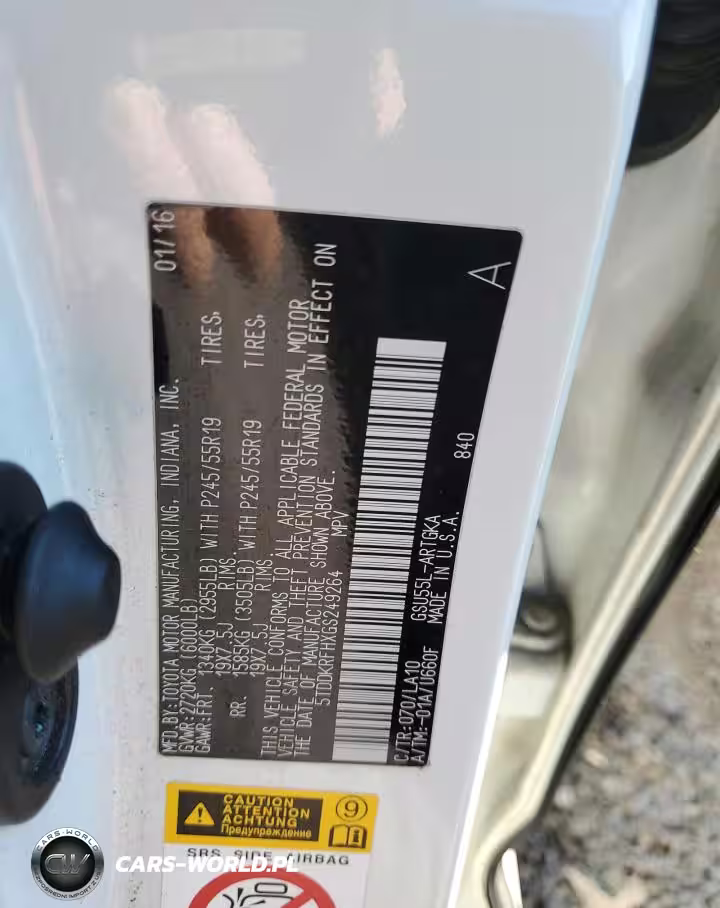 MFD.BY:TOYOTA MOTOR MANUFACTURING, INDIANA, INC. 01/16
GVWR:2720KG(6000LB)
GAWR:FRT. 1340KG (2955LB) WITH P245/55R19 TIRES,
19X7.5J RIMS,
RR. 1585KG (3505LB) WITH P245/55R19 TIRES,
19X7.5J RIMS.
THIS VEHICLE CONFORMS TO ALL APPLICABLE FEDERAL MOTOR
VEHICLE SAFETY AND THEFT PREVENTION STANDARDS IN EFFECT ON
THE DATE OF MANUFACTURE SHOWN ABOVE.
5TDDKRFHXGS249264 MPV
C/TR:070/LA10 GSU55L-ARTGKA 840 A
A/TM:-01A/U660F MADE IN U.S.A.
CAUTION
ATTENTION
ACHTUNG
Предупреждение
9
SRS SIDE AIRBAG
CARS-WORLD
CW
CARS-WORLD.PL